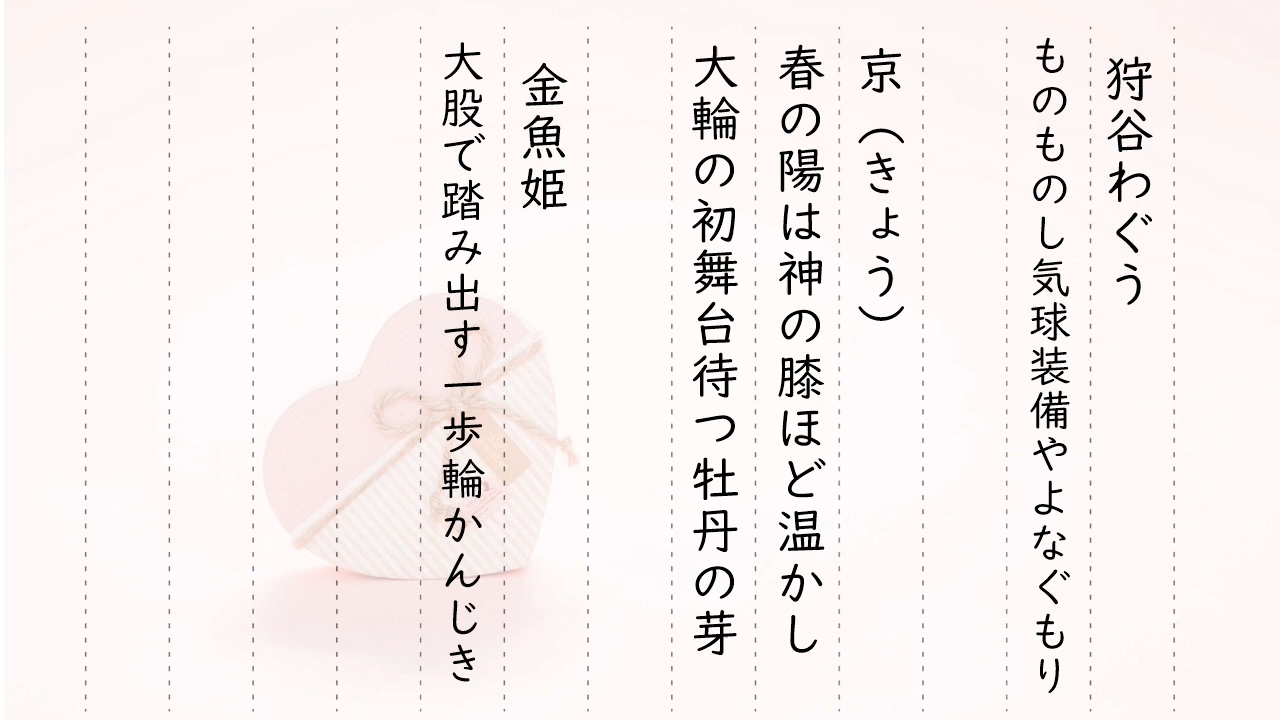 狩谷わぐう
ものものし気球装備やよなぐもり
京（きょう）
春の陽は神の膝ほど温かし
大輪の初舞台待つ牡丹の芽
金魚姫
大股で踏み出す一歩輪かんじき